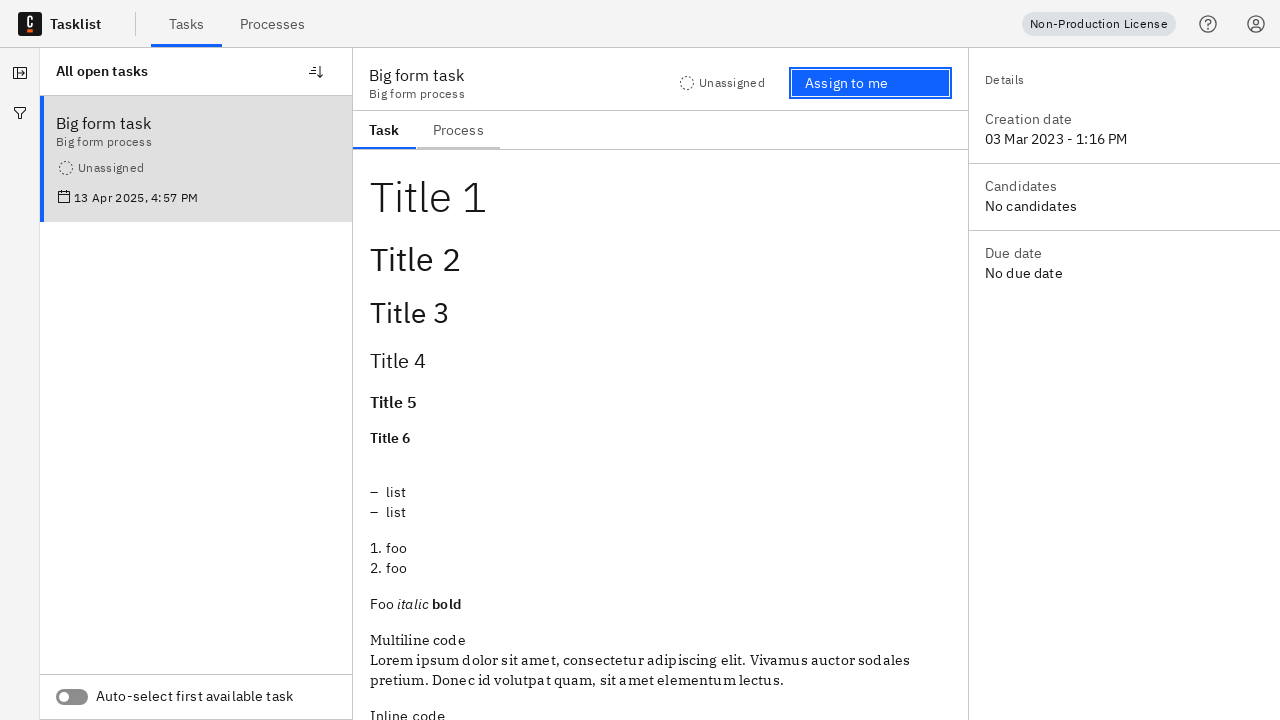 Tasklist
Tasks
Processes
Non-Production License
All open tasks
Big form task
Big form process
Unassigned
13 Apr 2025, 4:57 PM
Auto-select first available task
Big form task
Big form process
Unassigned
Assign to me
Task
Process
Title 1
Title 2
Title 3
Title 4
Title 5
Title 6
– list
– list
1. foo
2. foo
Foo italic bold
Multiline code
Lorem ipsum dolor sit amet, consectetur adipiscing elit. Vivamus auctor sodales
pretium. Donec id volutpat quam, sit amet elementum lectus.
Inline code
Details
Creation date
03 Mar 2023 - 1:16 PM
Candidates
No candidates
Due date
No due date